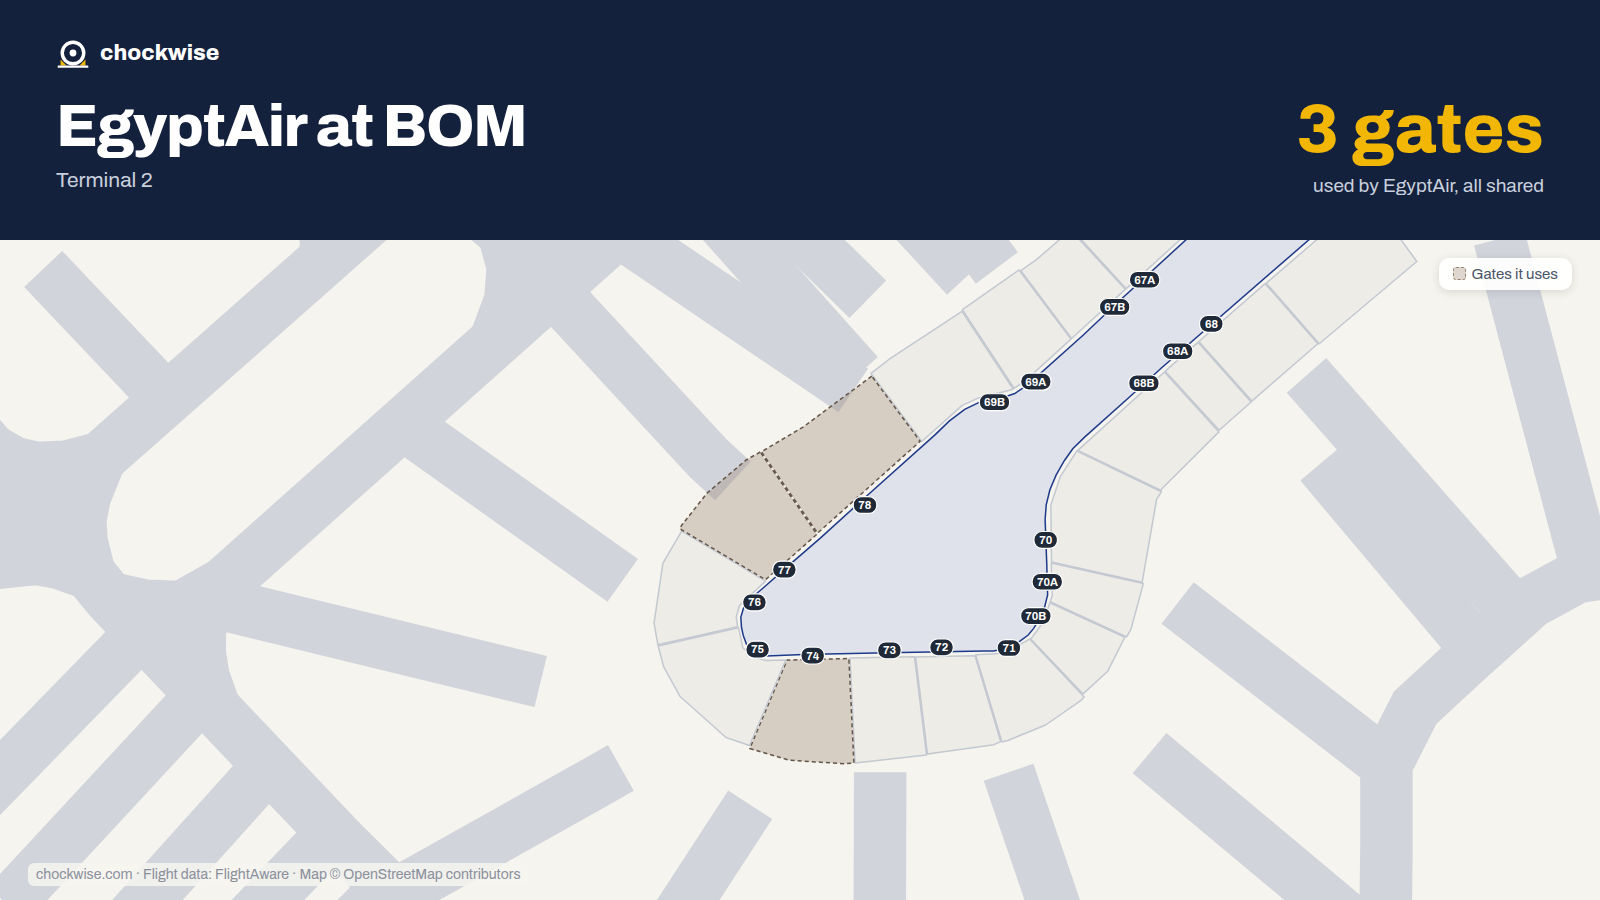 chockwise
EgyptAir at BOM
Terminal 2
3 gates
used by EgyptAir, all shared
Gates it uses
67A
67B
68
68A
69A
68B
69B
78
70
77
70A
76
70B
75
74
73
72
71
chockwise.com · Flight data: FlightAware · Map © OpenStreetMap contributors